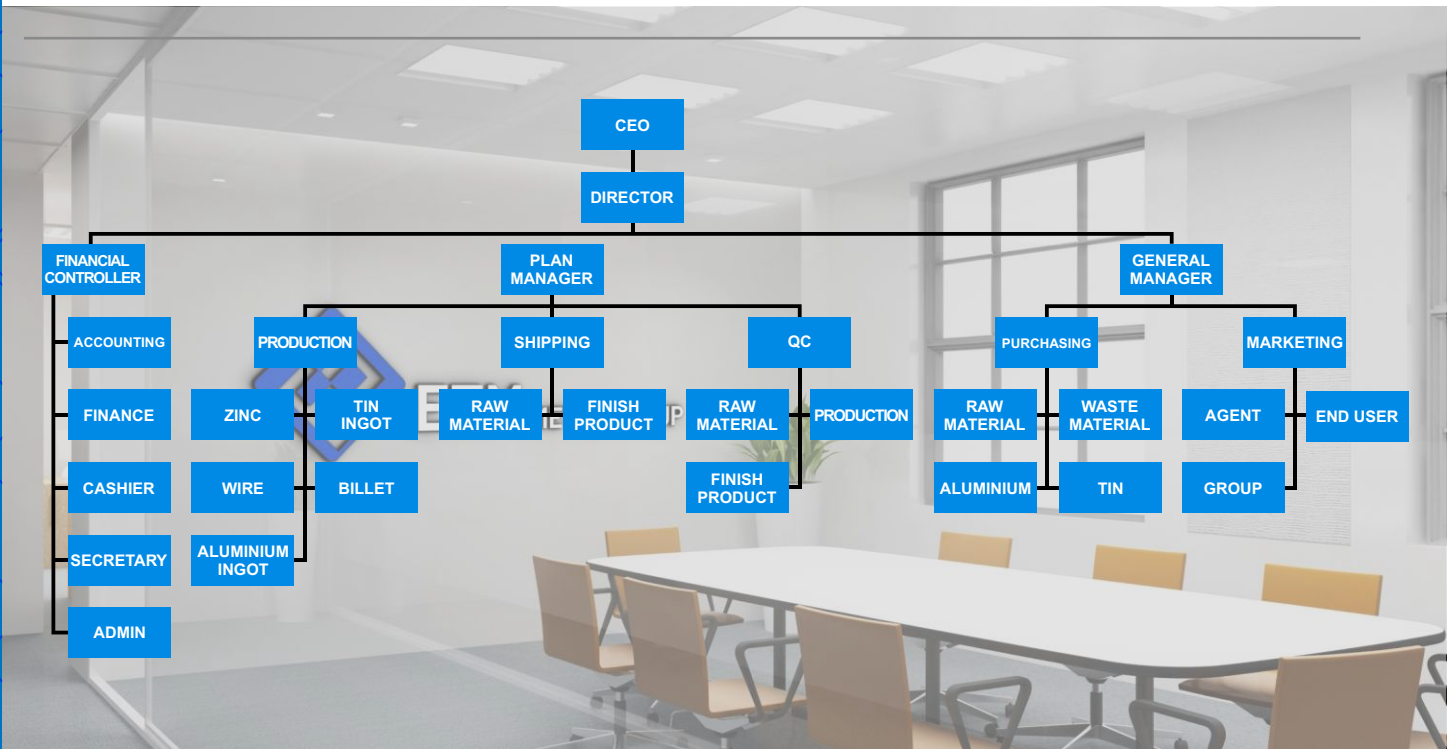 CEO
DIRECTOR
FINANCIAL
CONTROLLER
PLAN
MANAGER
GENERAL
MANAGER
ACCOUNTING
PRODUCTION
SHIPPING
QC
PURCHASING
MARKETING
FINANCE
ZINC
TIN
INGOT
RAW
MATERIAL
FINISH
PRODUCT
RAW
MATERIAL
PRODUCTION
RAW
MATERIAL
WASTE
MATERIAL
AGENT
END USER
CASHIER
WIRE
BILLET
FINISH
PRODUCT
ALUMINIUM
TIN
GROUP
SECRETARY
ALUMINIUM
INGOT
ADMIN